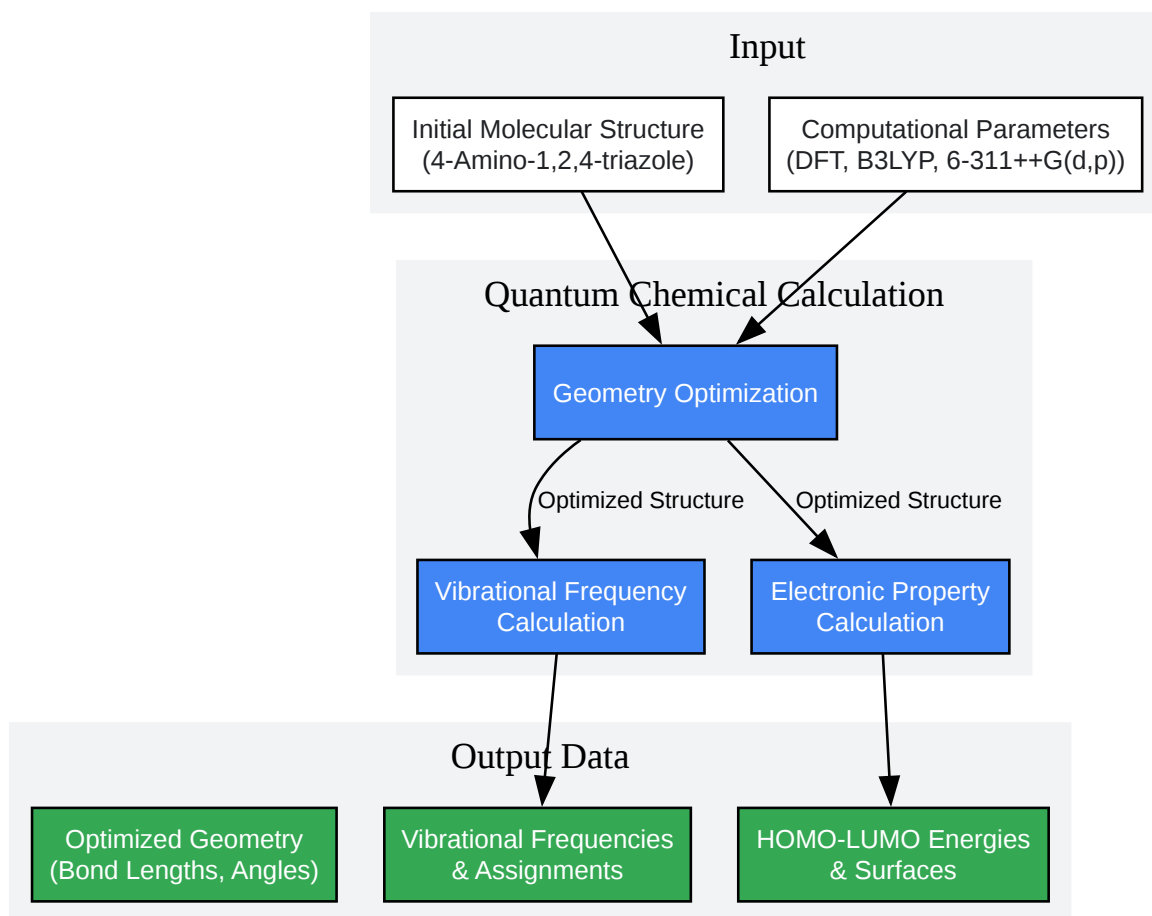 Input
Initial Molecular Structure
(4-Amino-1,2,4-triazole)
Computational Parameters
(DFT, B3LYP, 6-311++G(d,p))
Quantum Chemical Calculation
Geometry Optimization
Optimized Structure
Optimized Structure
Vibrational Frequency
Calculation
Electronic Property
Calculation
Output Data
Optimized Geometry
(Bond Lengths, Angles)
Vibrational Frequencies
& Assignments
HOMO-LUMO Energies
& Surfaces